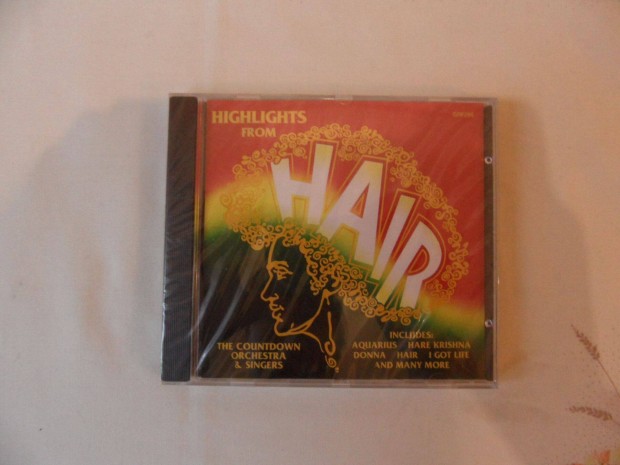 HIGHLIGHTS
FROM
HAIR
THE COUNTDOWN
ORCHESTRA
& SINGERS
INCLUDES:
AQUARIUS HARE KRISHNA
DONNA HAIR I GOT LIFE
AND MANY MORE